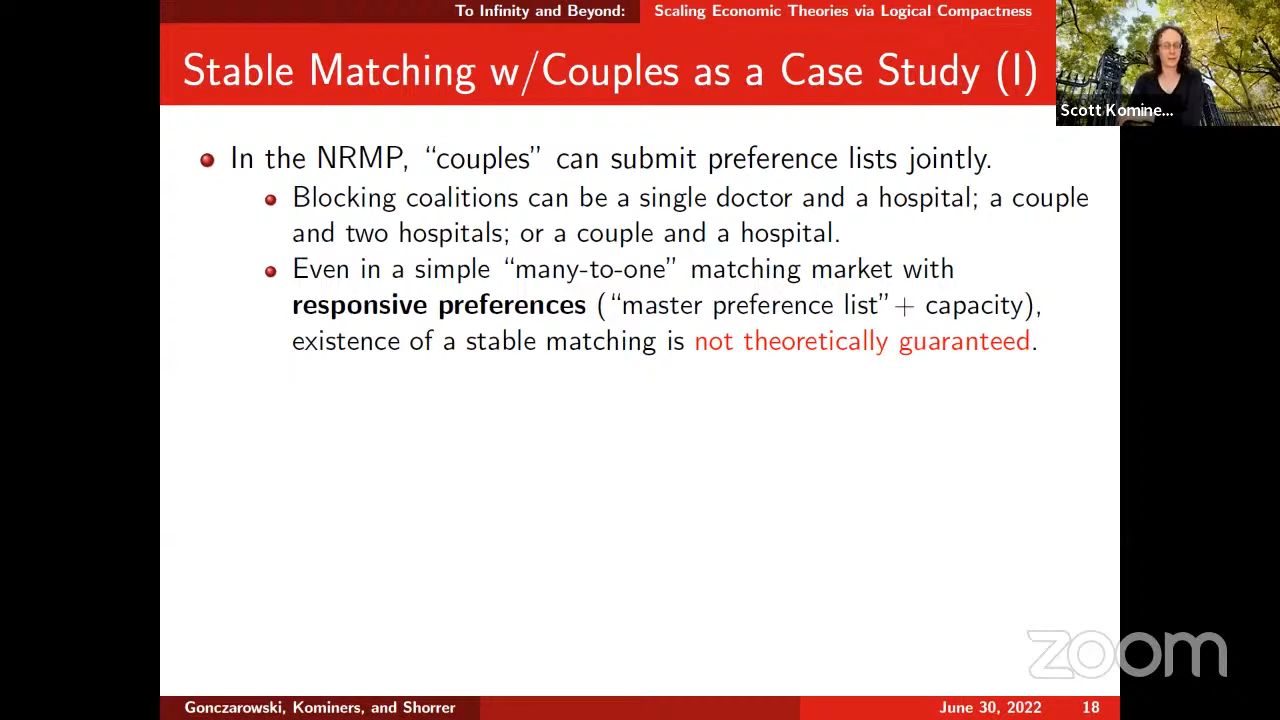 To Infinity and Beyond: Scaling Economic Theories via Logical Compactness
Stable Matching w/Couples as a Case Study (I)
Scott Komine...
In the NRMP, “couples” can submit preference lists jointly.
Blocking coalitions can be a single doctor and a hospital; a couple
and two hospitals; or a couple and a hospital.
Even in a simple “many-to-one” matching market with
responsive preferences (“master preference list”+ capacity),
existence of a stable matching is not theoretically guaranteed.
zoom
Gonczarowski, Kominers, and Shorrer June 30, 2022 18